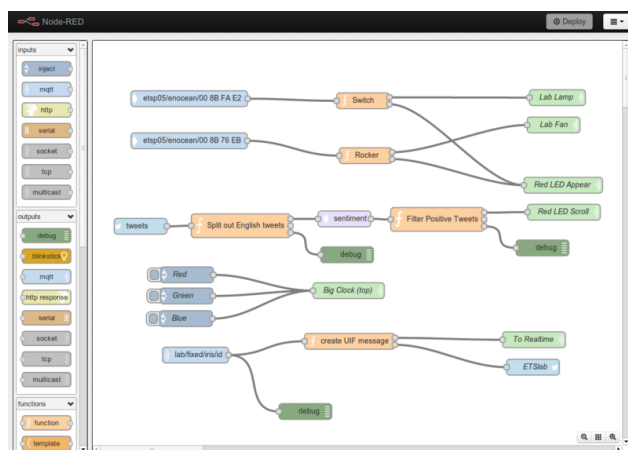 Node-RED
Deploy
inputs
inject
mqtt
http
serial
socket
tcp
multicast
outputs
debug
blinkstick
mqtt
http response
serial
socket
tcp
multicast
functions
function
template
etsp05/enocean/00 8B FA E2
Switch
Lab Lamp
Lab Fan
etsp05/enocean/00 8B 76 EB
Rocker
Red LED Appear
tweets
Split out English tweets
sentiment
Filter Positive Tweets
Red LED Scroll
debug
debug
Red
Green
Blue
Big Clock (top)
lab/fixed/iris/id
create UIF message
To Realtime
ETSlab
debug